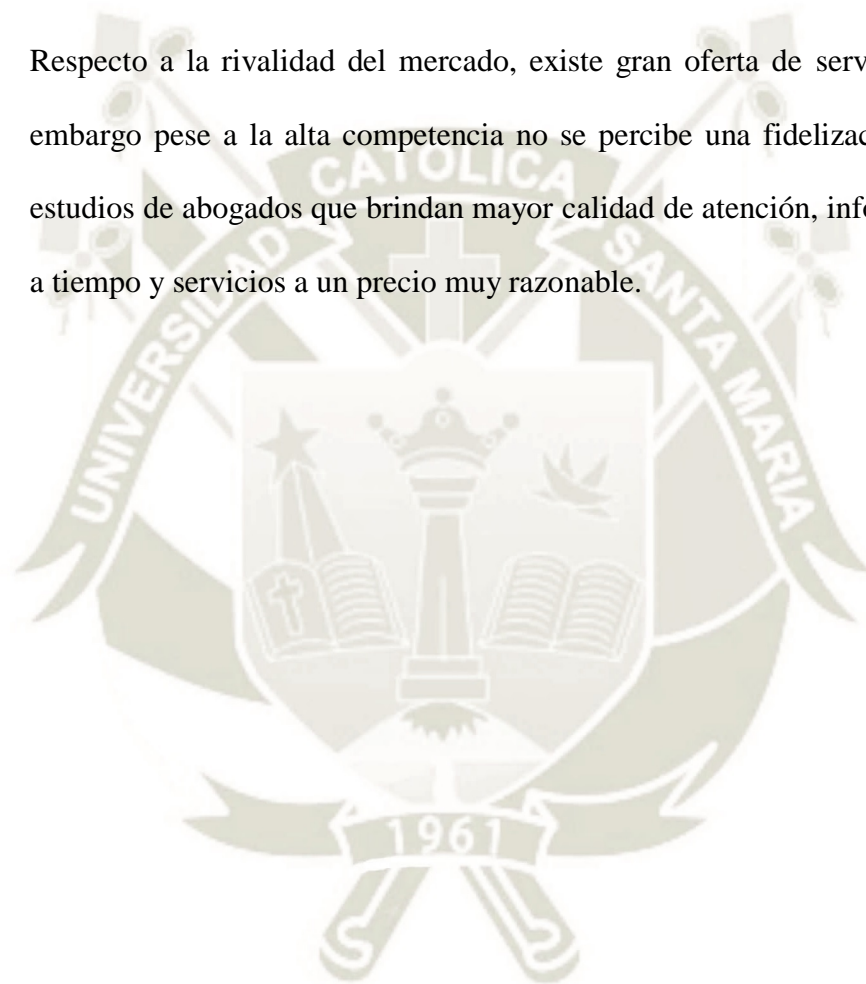 Respecto a la rivalidad del mercado, existe gran oferta de serv
embargo pese a la alta competencia no se percibe una fidelizac
estudios de abogados que brindan mayor calidad de atención, inf
a tiempo y servicios a un precio muy razonable.
UNIVERSIDAD CATOLICA SANTA MARIA
1961